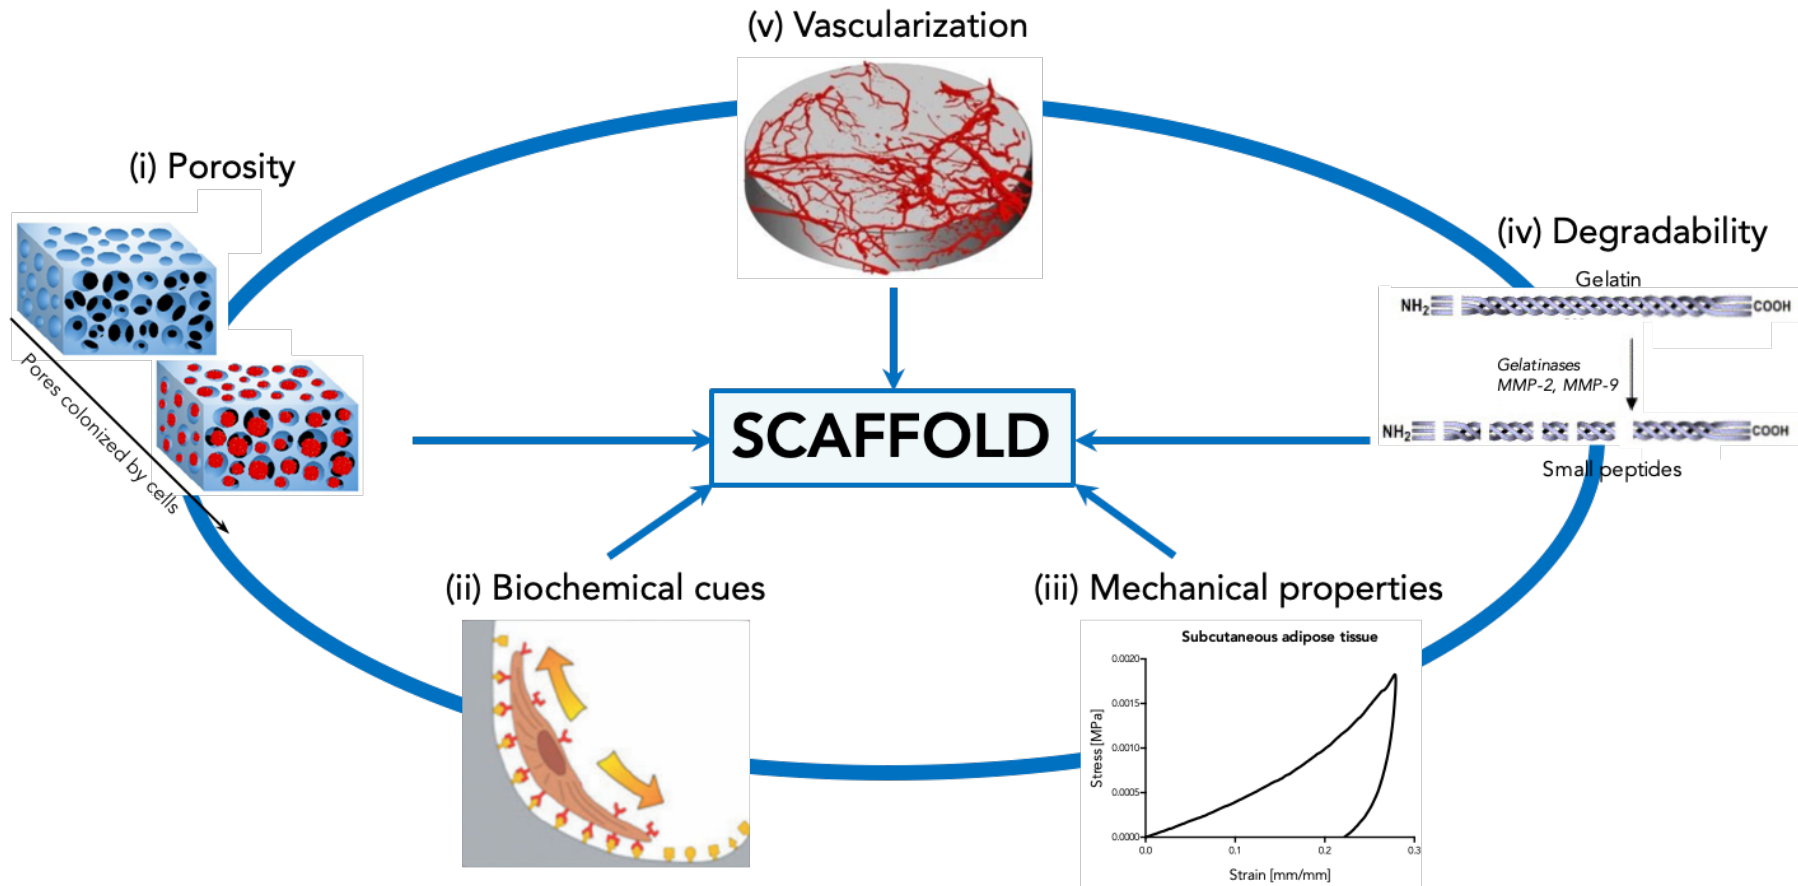 (v) Vascularization
(i) Porosity
Pores colonized by cells
(iv) Degradability
Gelatin
NH2
COOH
Gelatinases
MMP-2, MMP-9
NH2
COOH
Small peptides
SCAFFOLD
(ii) Biochemical cues
(iii) Mechanical properties
Subcutaneous adipose tissue
Stress [MPa]
0.0020
0.0015
0.0010
0.0005
0.0000
0.0 0.1 0.2 0.3
Strain [mm/mm]